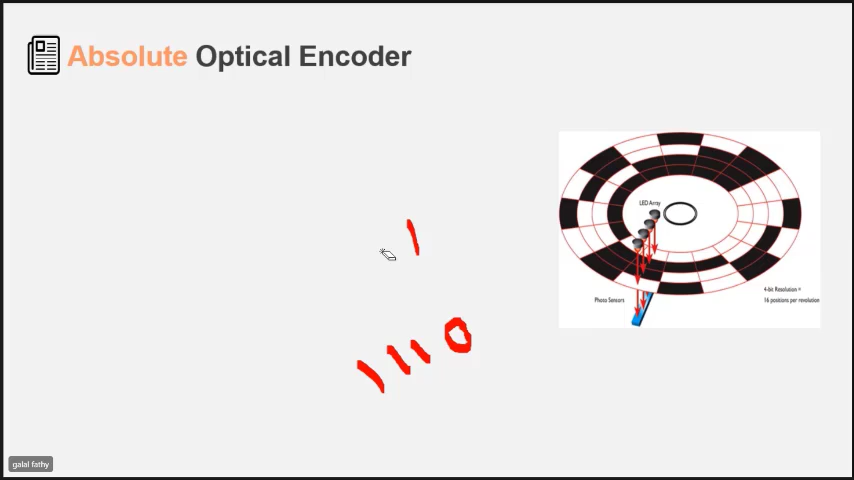 Absolute Optical Encoder
LED Array
1
4-bit Resolution =
16 positions per revolution
Photo Sensors
1110
galal fathy